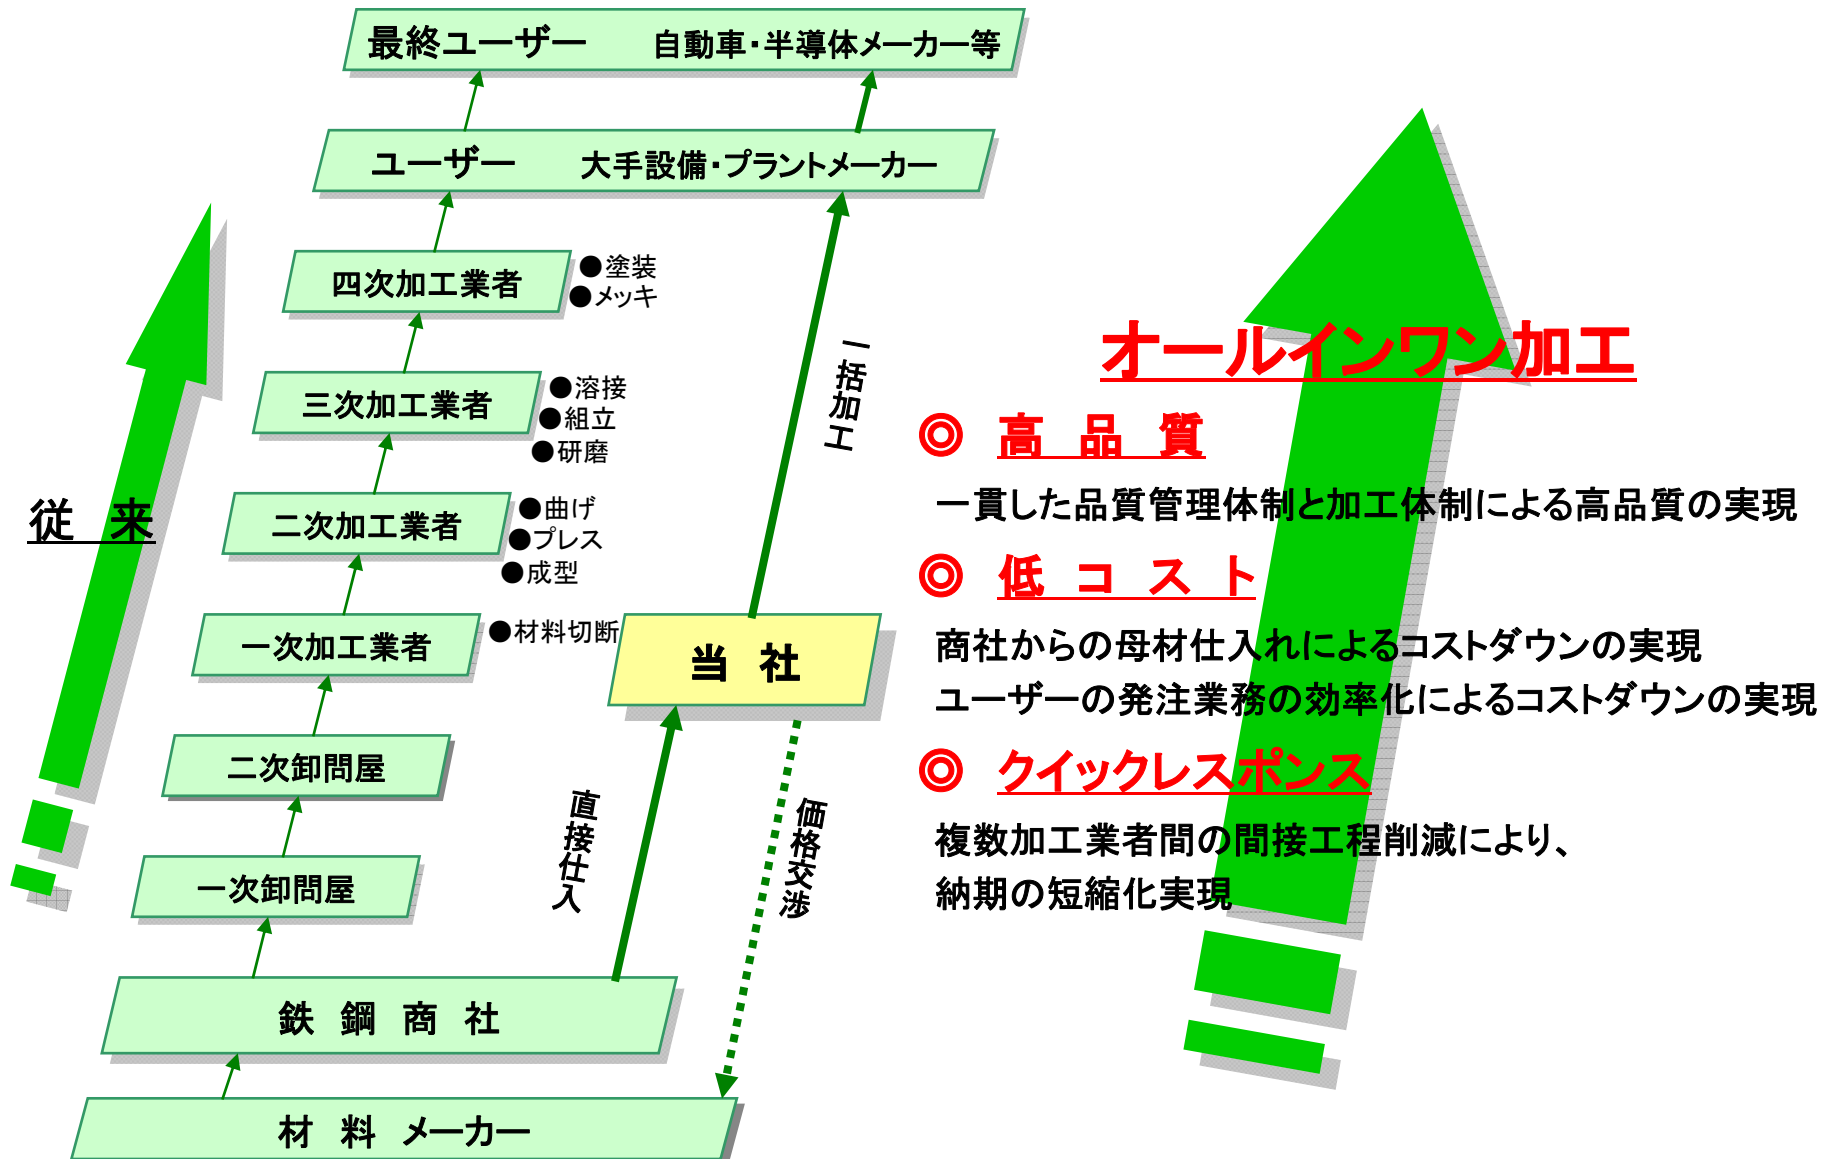 最終ユーザー　自動車・半導体メーカー等
ユーザー　大手設備・プラントメーカー
四次加工業者
●塗装
●メッキ
三次加工業者
●溶接
●組立
●研磨
二次加工業者
●曲げ
●プレス
●成型
一次加工業者
●材料切断
二次卸問屋
一次卸問屋
鉄　鋼　商　社
材　料　メーカー
従　来
当　社
一括加工
直接仕入
価格交渉
オールインワン加工
◎　高　品　質
一貫した品質管理体制と加工体制による高品質の実現
◎　低　コ　ス　ト
商社からの母材仕入れによるコストダウンの実現
ユーザーの発注業務の効率化によるコストダウンの実現
◎　クイックレスポンス
複数加工業者間の間接工程削減により、
納期の短縮化実現